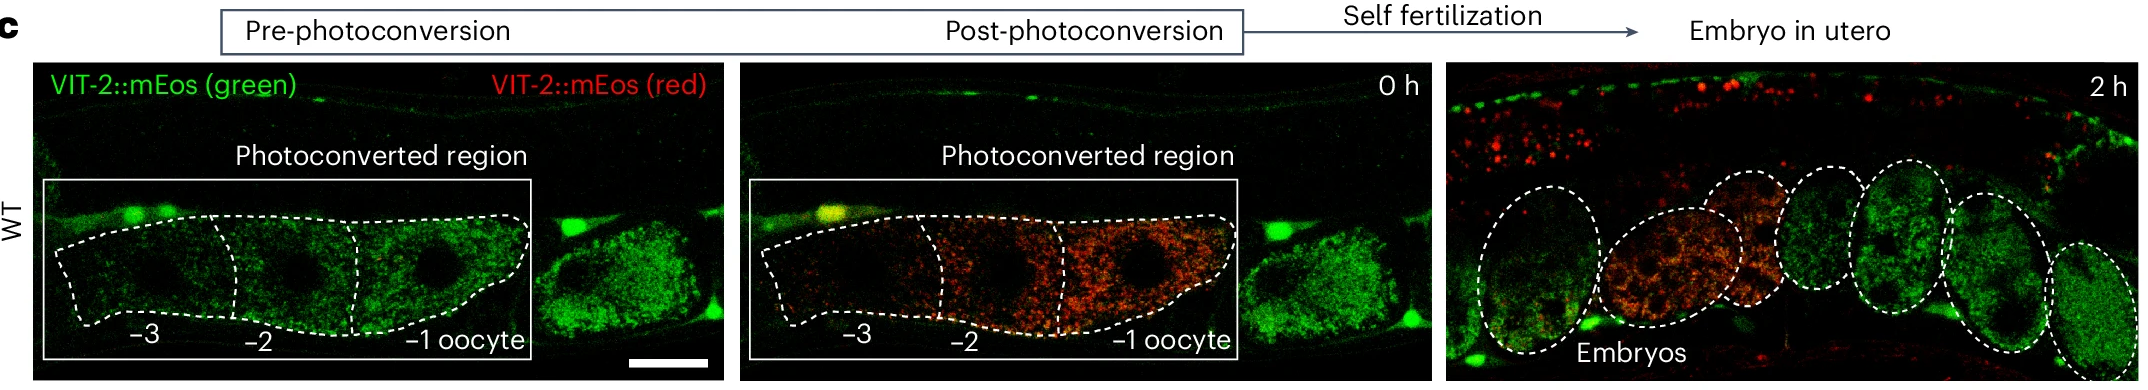 c
Pre-photoconversion
Post-photoconversion
Self fertilization
Embryo in utero
WT
VIT-2::mEos (green)
VIT-2::mEos (red)
Photoconverted region
–3
–2
–1 oocyte
0 h
Photoconverted region
–3
–2
–1 oocyte
2 h
Embryos